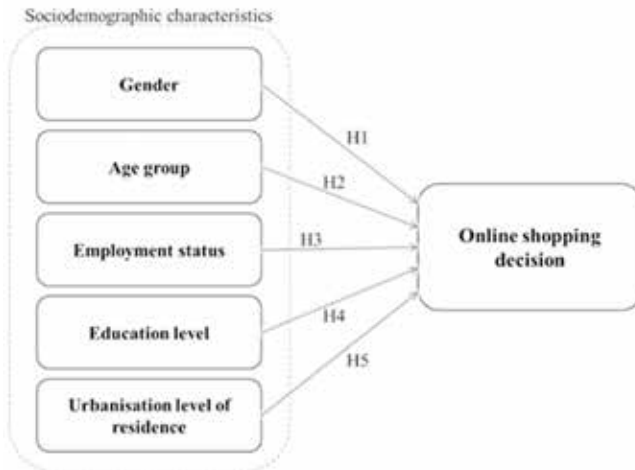 Sociodemographic characteristics
Gender
H1
Age group
H2
Employment status
H3
Online shopping
decision
Education level
H4
H5
Urbanisation level of
residence